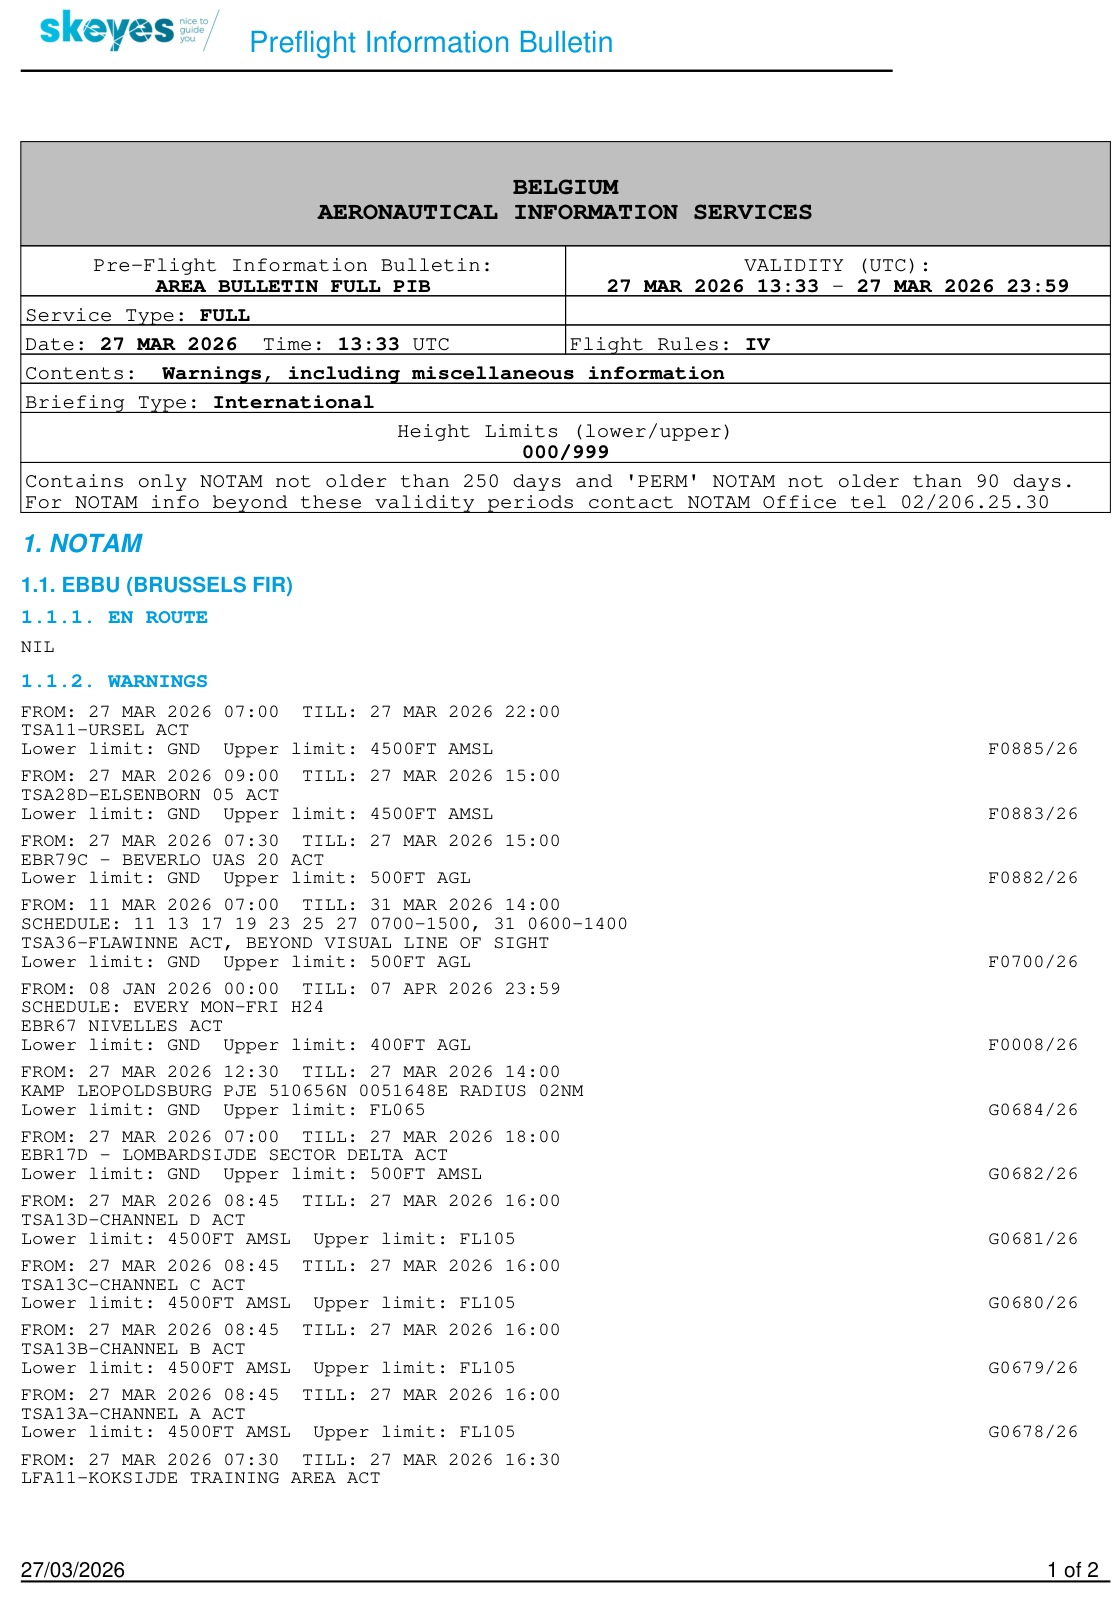 skeyes nice to guide you
Preflight Information Bulletin
BELGIUM
AERONAUTICAL INFORMATION SERVICES
Pre-Flight Information Bulletin:
AREA BULLETIN FULL PIB
VALIDITY (UTC):
27 MAR 2026 13:33 - 27 MAR 2026 23:59
Service Type: FULL
Date: 27 MAR 2026 Time: 13:33 UTC
Flight Rules: IV
Contents: Warnings, including miscellaneous information
Briefing Type: International
Height Limits (lower/upper)
000/999
Contains only NOTAM not older than 250 days and 'PERM' NOTAM not older than 90 days.
For NOTAM info beyond these validity periods contact NOTAM Office tel 02/206.25.30
1. NOTAM
1.1. EBBU (BRUSSELS FIR)
1.1.1. EN ROUTE
NIL
1.1.2. WARNINGS
FROM: 27 MAR 2026 07:00 TILL: 27 MAR 2026 22:00
TSA11-URSEL ACT
Lower limit: GND Upper limit: 4500FT AMSL F0885/26
FROM: 27 MAR 2026 09:00 TILL: 27 MAR 2026 15:00
TSA28D-ELSENBORN 05 ACT
Lower limit: GND Upper limit: 4500FT AMSL F0883/26
FROM: 27 MAR 2026 07:30 TILL: 27 MAR 2026 15:00
EBR79C - BEVERLO UAS 20 ACT
Lower limit: GND Upper limit: 500FT AGL F0882/26
FROM: 11 MAR 2026 07:00 TILL: 31 MAR 2026 14:00
SCHEDULE: 11 13 17 19 23 25 27 0700-1500, 31 0600-1400
TSA36-FLAWINNE ACT, BEYOND VISUAL LINE OF SIGHT
Lower limit: GND Upper limit: 500FT AGL F0700/26
FROM: 08 JAN 2026 00:00 TILL: 07 APR 2026 23:59
SCHEDULE: EVERY MON-FRI H24
EBR67 NIVELLES ACT
Lower limit: GND Upper limit: 400FT AGL F0008/26
FROM: 27 MAR 2026 12:30 TILL: 27 MAR 2026 14:00
KAMP LEOPOLDSBURG PJE 510656N 0051648E RADIUS 02NM
Lower limit: GND Upper limit: FL065 G0684/26
FROM: 27 MAR 2026 07:00 TILL: 27 MAR 2026 18:00
EBR17D - LOMBARDSIJDE SECTOR DELTA ACT
Lower limit: GND Upper limit: 500FT AMSL G0682/26
FROM: 27 MAR 2026 08:45 TILL: 27 MAR 2026 16:00
TSA13D-CHANNEL D ACT
Lower limit: 4500FT AMSL Upper limit: FL105 G0681/26
FROM: 27 MAR 2026 08:45 TILL: 27 MAR 2026 16:00
TSA13C-CHANNEL C ACT
Lower limit: 4500FT AMSL Upper limit: FL105 G0680/26
FROM: 27 MAR 2026 08:45 TILL: 27 MAR 2026 16:00
TSA13B-CHANNEL B ACT
Lower limit: 4500FT AMSL Upper limit: FL105 G0679/26
FROM: 27 MAR 2026 08:45 TILL: 27 MAR 2026 16:00
TSA13A-CHANNEL A ACT
Lower limit: 4500FT AMSL Upper limit: FL105 G0678/26
FROM: 27 MAR 2026 07:30 TILL: 27 MAR 2026 16:30
LFA11-KOKSIJDE TRAINING AREA ACT
27/03/2026 1 of 2